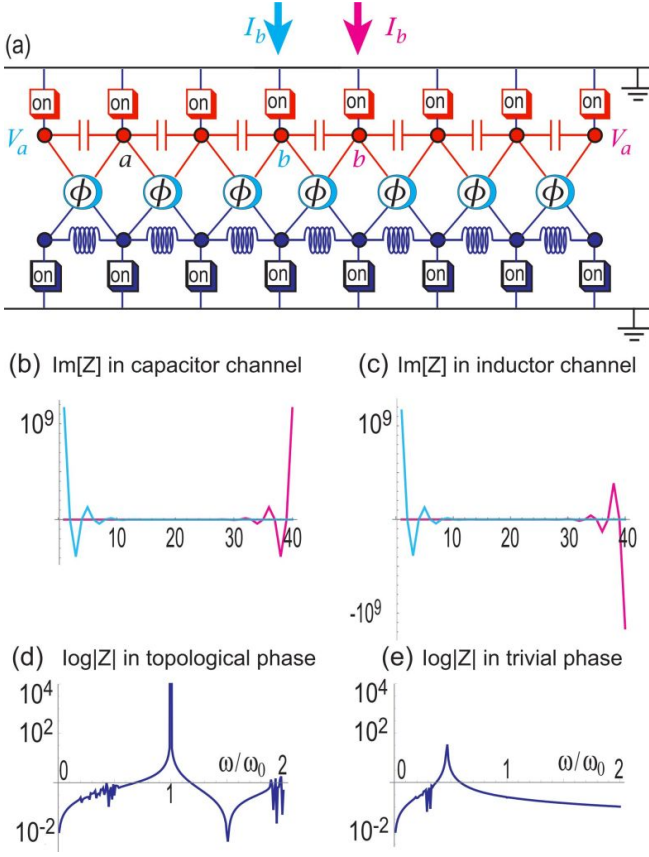 (a) I_b I_b
on on on on on on on on
V_a a b b V_a
ϕ ϕ ϕ ϕ ϕ ϕ ϕ
on on on on on on on on
(b) Im[Z] in capacitor channel
10^9
10 20 30 40
(c) Im[Z] in inductor channel
10^9
10 20 30 40
-10^9
(d) log|Z| in topological phase
10^4
10^2
0 1 ω/ω_0 2
10^-2
(e) log|Z| in trivial phase
10^4
10^2
0 1 ω/ω_0 2
10^-2